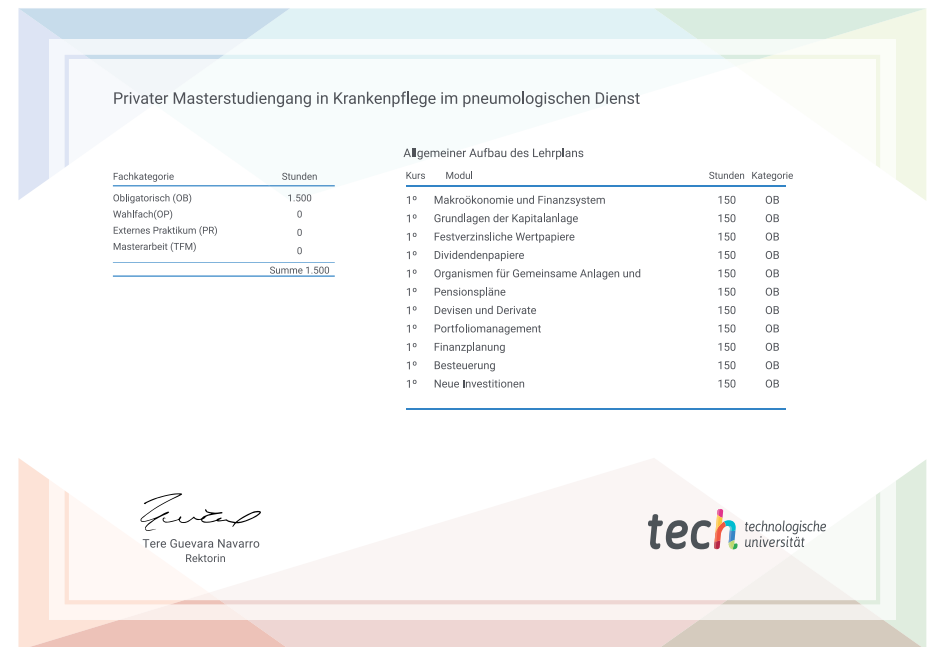 Privater Masterstudiengang in Krankenpflege im pneumologischen Dienst
Fachkategorie Stunden
Obligatorisch (OB) 1.500
Wahlfach(OP) 0
Externes Praktikum (PR) 0
Masterarbeit (TFM) 0
Summe 1.500
Allgemeiner Aufbau des Lehrplans
Kurs Modul Stunden Kategorie
1º Makroökonomie und Finanzsystem 150 OB
1º Grundlagen der Kapitalanlage 150 OB
1º Festverzinsliche Wertpapiere 150 OB
1º Dividendenpapiere 150 OB
1º Organismen für Gemeinsame Anlagen und 150 OB
1º Pensionspläne 150 OB
1º Devisen und Derivate 150 OB
1º Portfoliomanagement 150 OB
1º Finanzplanung 150 OB
1º Besteuerung 150 OB
1º Neue Investitionen 150 OB
Tere Guevara Navarro
Rektorin
tech technologische
universität